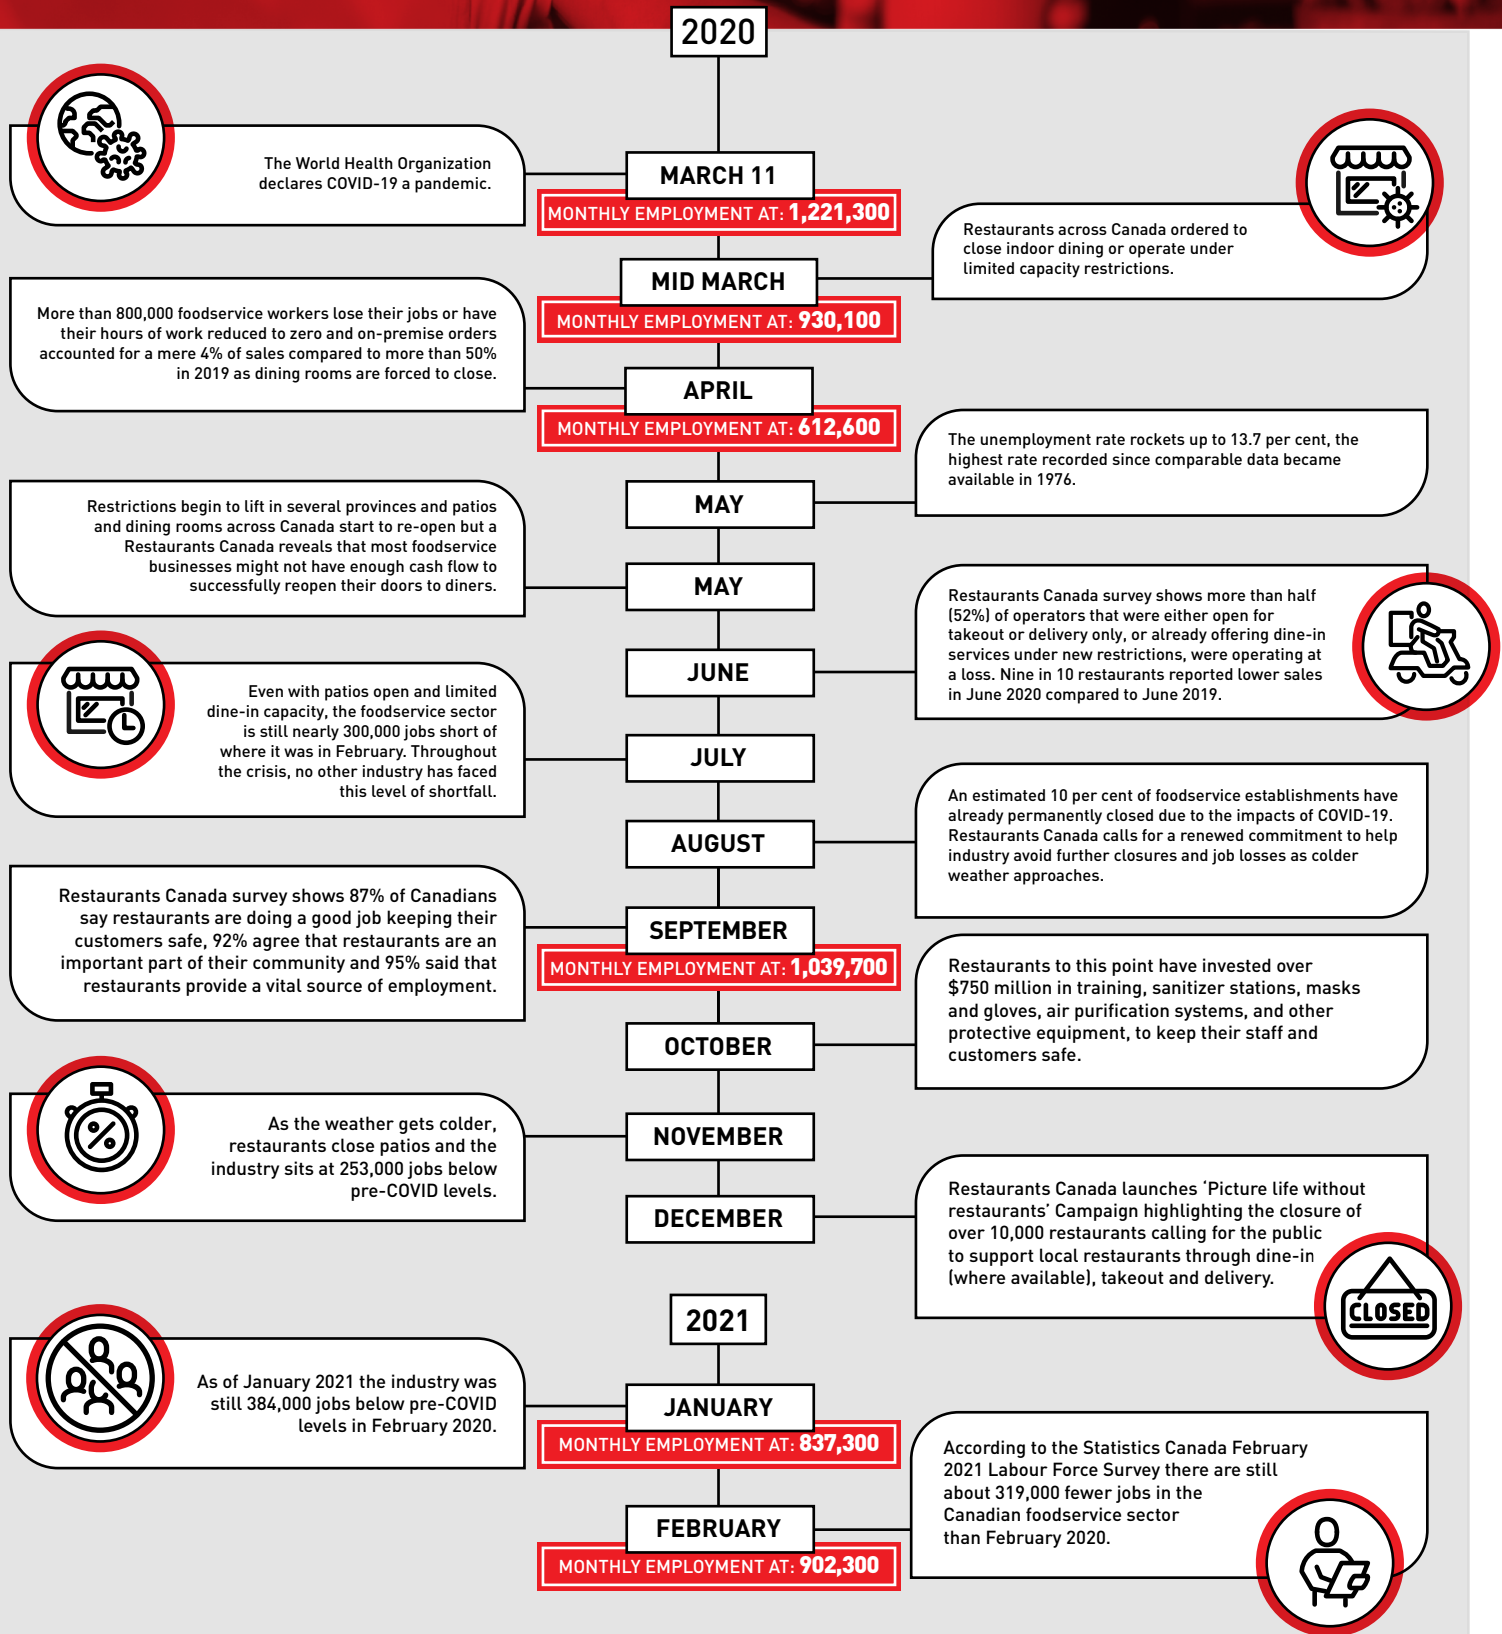 2020
The World Health Organization
declares COVID-19 a pandemic.
MARCH 11
MONTHLY EMPLOYMENT AT: 1,221,300
Restaurants across Canada ordered to
close indoor dining or operate under
limited capacity restrictions.
MID MARCH
MONTHLY EMPLOYMENT AT: 930,100
More than 800,000 foodservice workers lose their jobs or have
their hours of work reduced to zero and on-premise orders
accounted for a mere 4% of sales compared to more than 50%
in 2019 as dining rooms are forced to close.
APRIL
MONTHLY EMPLOYMENT AT: 612,600
The unemployment rate rockets up to 13.7 per cent, the
highest rate recorded since comparable data became
available in 1976.
MAY
Restrictions begin to lift in several provinces and patios
and dining rooms across Canada start to re-open but a
Restaurants Canada reveals that most foodservice
businesses might not have enough cash flow to
successfully reopen their doors to diners.
MAY
Restaurants Canada survey shows more than half
(52%) of operators that were either open for
takeout or delivery only, or already offering dine-in
services under new restrictions, were operating at
a loss. Nine in 10 restaurants reported lower sales
in June 2020 compared to June 2019.
JUNE
Even with patios open and limited
dine-in capacity, the foodservice sector
is still nearly 300,000 jobs short of
where it was in February. Throughout
the crisis, no other industry has faced
this level of shortfall.
JULY
An estimated 10 per cent of foodservice establishments have
already permanently closed due to the impacts of COVID-19.
Restaurants Canada calls for a renewed commitment to help
industry avoid further closures and job losses as colder
weather approaches.
AUGUST
Restaurants Canada survey shows 87% of Canadians
say restaurants are doing a good job keeping their
customers safe, 92% agree that restaurants are an
important part of their community and 95% said that
restaurants provide a vital source of employment.
SEPTEMBER
MONTHLY EMPLOYMENT AT: 1,039,700
Restaurants to this point have invested over
$750 million in training, sanitizer stations, masks
and gloves, air purification systems, and other
protective equipment, to keep their staff and
customers safe.
OCTOBER
As the weather gets colder,
restaurants close patios and the
industry sits at 253,000 jobs below
pre-COVID levels.
NOVEMBER
Restaurants Canada launches ‘Picture life without
restaurants’ Campaign highlighting the closure of
over 10,000 restaurants calling for the public
to support local restaurants through dine-in
(where available), takeout and delivery.
CLOSED
DECEMBER
2021
As of January 2021 the industry was
still 384,000 jobs below pre-COVID
levels in February 2020.
JANUARY
MONTHLY EMPLOYMENT AT: 837,300
According to the Statistics Canada February
2021 Labour Force Survey there are still
about 319,000 fewer jobs in the
Canadian foodservice sector
than February 2020.
FEBRUARY
MONTHLY EMPLOYMENT AT: 902,300